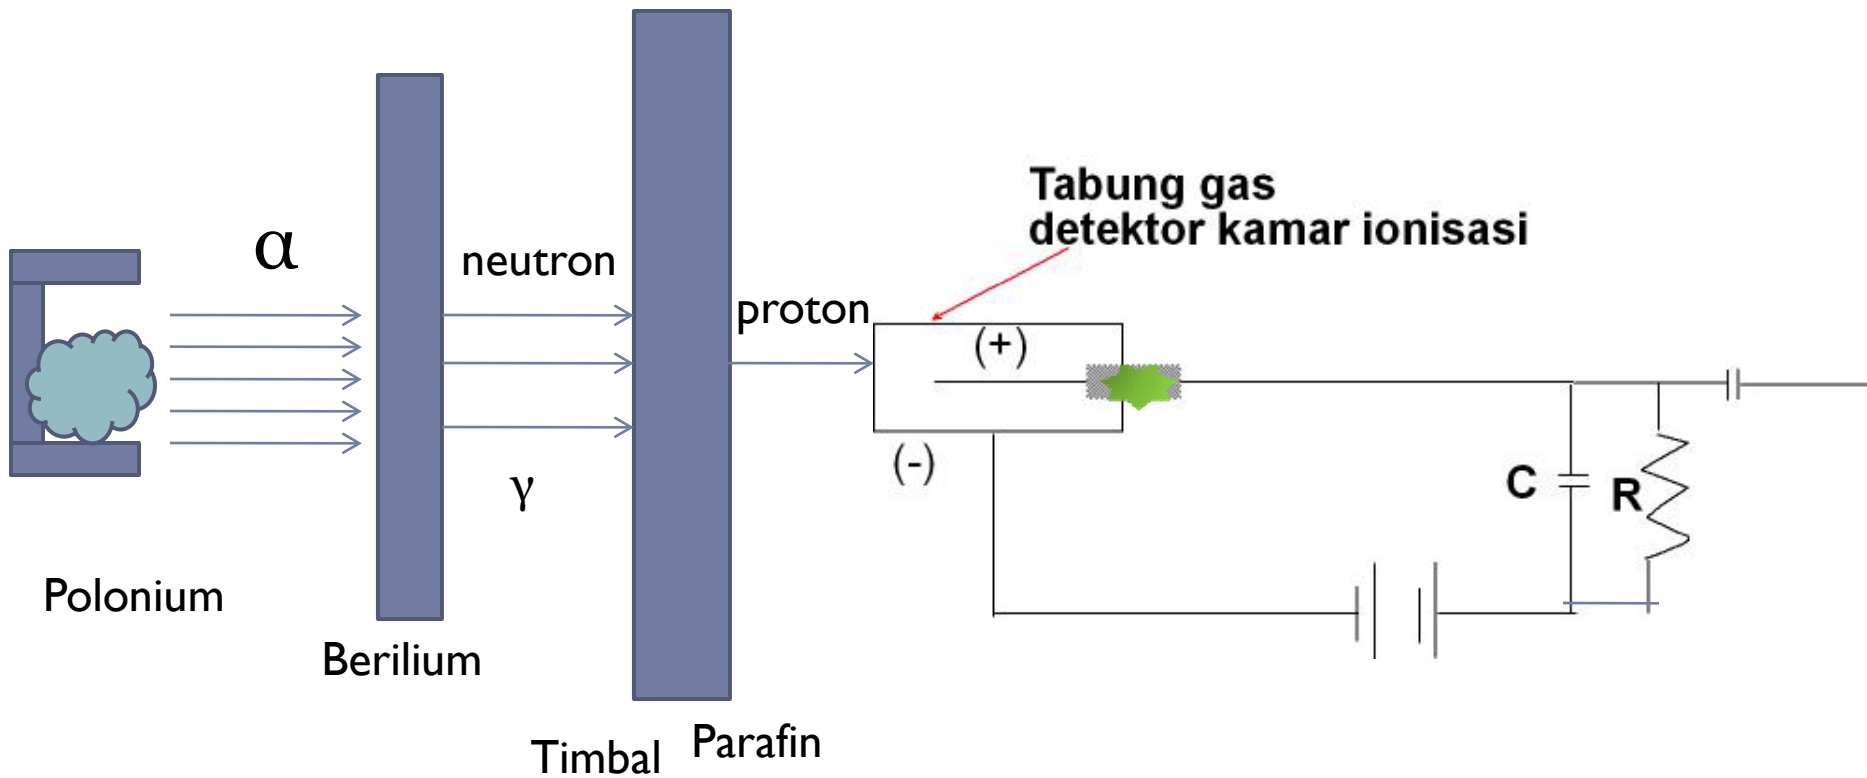 α
neutron
γ
proton
Tabung gas
detektor kamar ionisasi
(+)
(-)
C
R
Polonium
Berilium
Timbal
Parafin